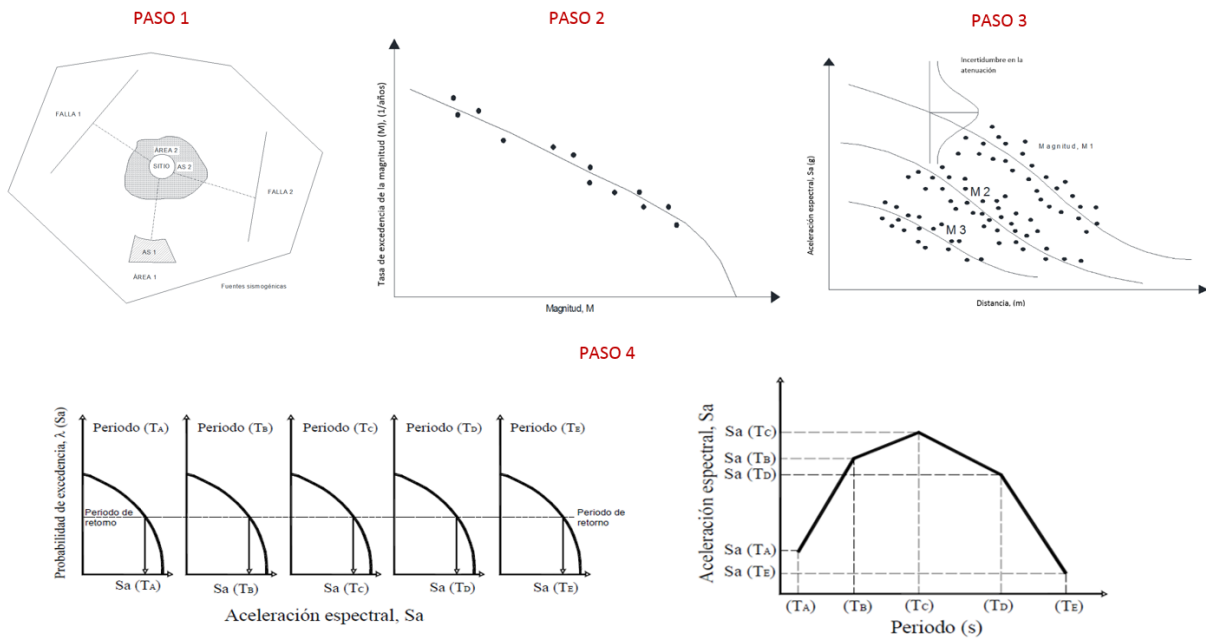 PASO 1
FALLA 1
ÁREA 2
SITIO
AS 2
FALLA 2
AS 1
ÁREA 1
Fuentes sismogénicas
PASO 2
Tasa de excedencia de la magnitud (M), (1/años)
Magnitud, M
PASO 3
Incertidumbre en la
atenuación
Aceleración espectral, Sa (g)
Magnitud, M1
M 2
M 3
Distancia, (m)
PASO 4
Probabilidad de excedencia, λ (Sa)
Periodo (TA)
Periodo (TB)
Periodo (TC)
Periodo (TD)
Periodo (TE)
Periodo de
retorno
Periodo de
retorno
Sa (TA)
Sa (TB)
Sa (TC)
Sa (TD)
Sa (TE)
Aceleración espectral, Sa
Aceleración espectral, Sa
Sa (TC)
Sa (TB)
Sa (TD)
Sa (TA)
Sa (TE)
(TA)
(TB)
(TC)
(TD)
(TE)
Periodo (s)